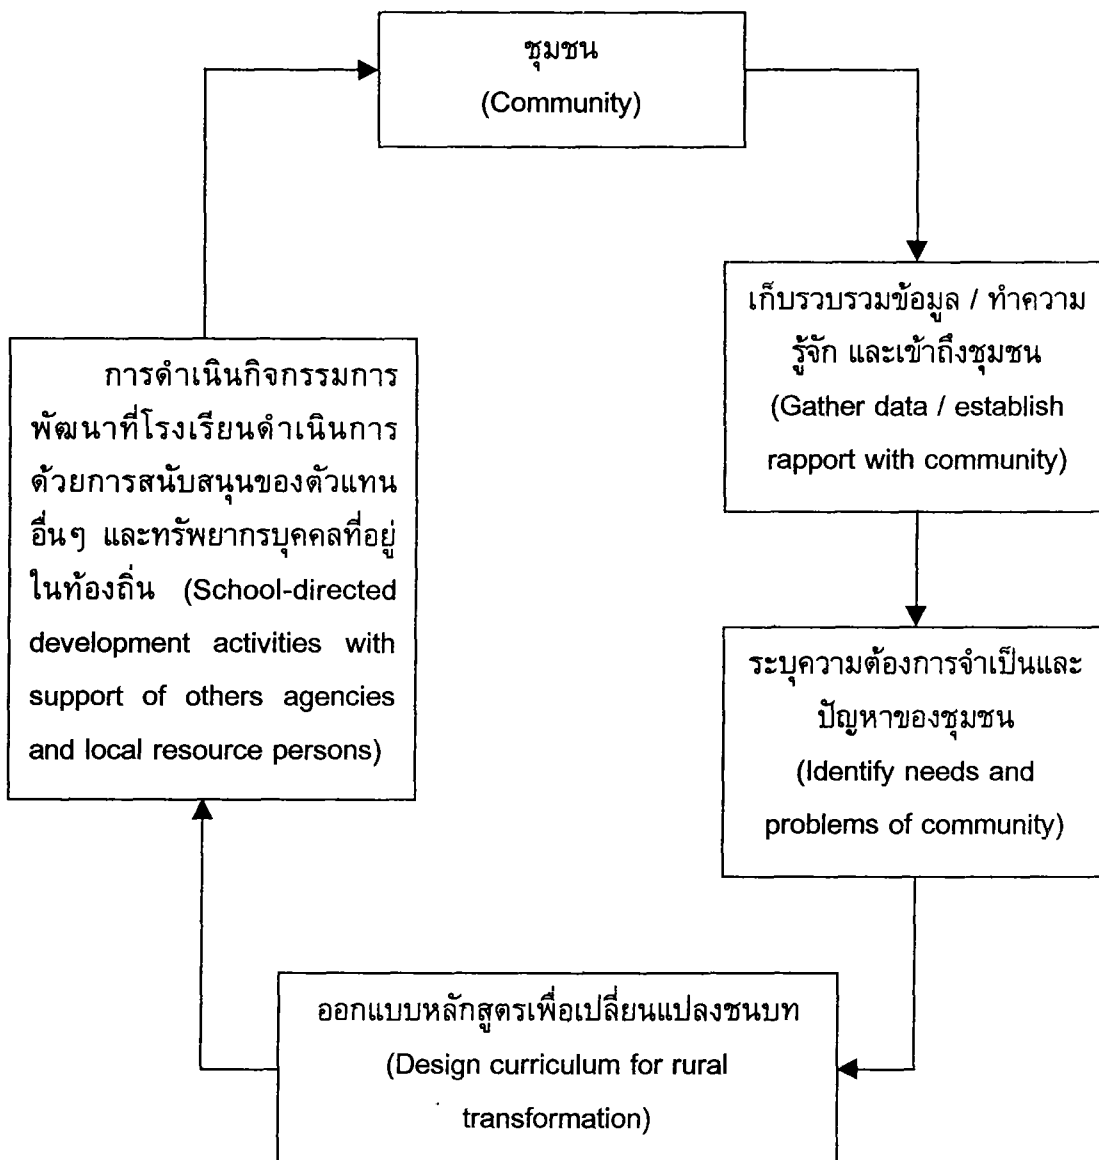 ชุมชน
(Community)
เก็บรวบรวมข้อมูล / ทำความ
รู้จัก และเข้าถึงชุมชน
(Gather data / establish
rapport with community)
ระบุความต้องการจำเป็นและ
ปัญหาของชุมชน
(Identify needs and
problems of community)
ออกแบบหลักสูตรเพื่อเปลี่ยนแปลงชนบท
(Design curriculum for rural
transformation)
การดำเนินกิจกรรมการ
พัฒนาที่โรงเรียนดำเนินการ
ด้วยการสนับสนุนของตัวแทน
อื่นๆ และทรัพยากรบุคคลที่อยู่
ในท้องถิ่น (School-directed
development activities with
support of others agencies
and local resource persons)